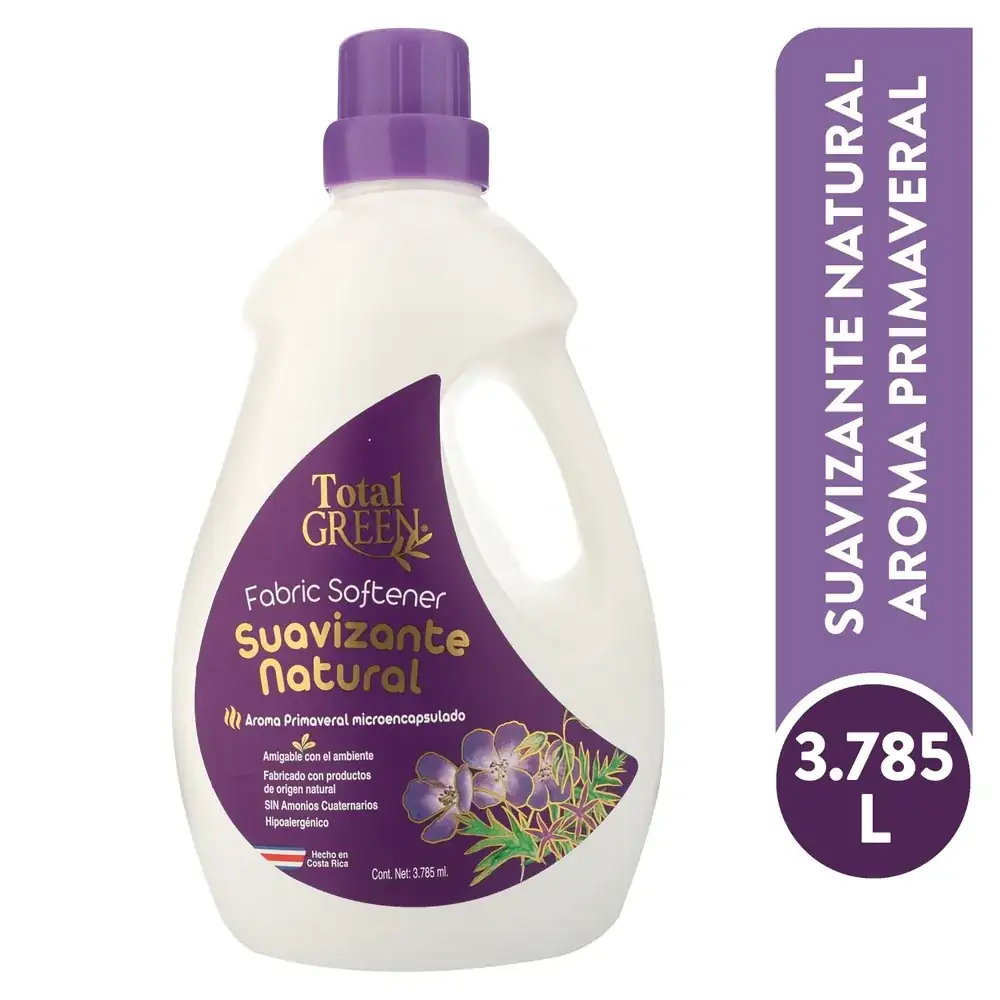 Total
GREEN®
Fabric Softener
Suavizante
Natural
Aroma Primaveral microencapsulado
Amigable con el ambiente
Fabricado con productos
de origen natural
SIN Amonios Cuaternarios
Hipoalergénico
Hecho en
Costa Rica
Cont. Net: 3.785 ml.
SUAVIZANTE NATURAL
AROMA PRIMAVERAL
3.785
L